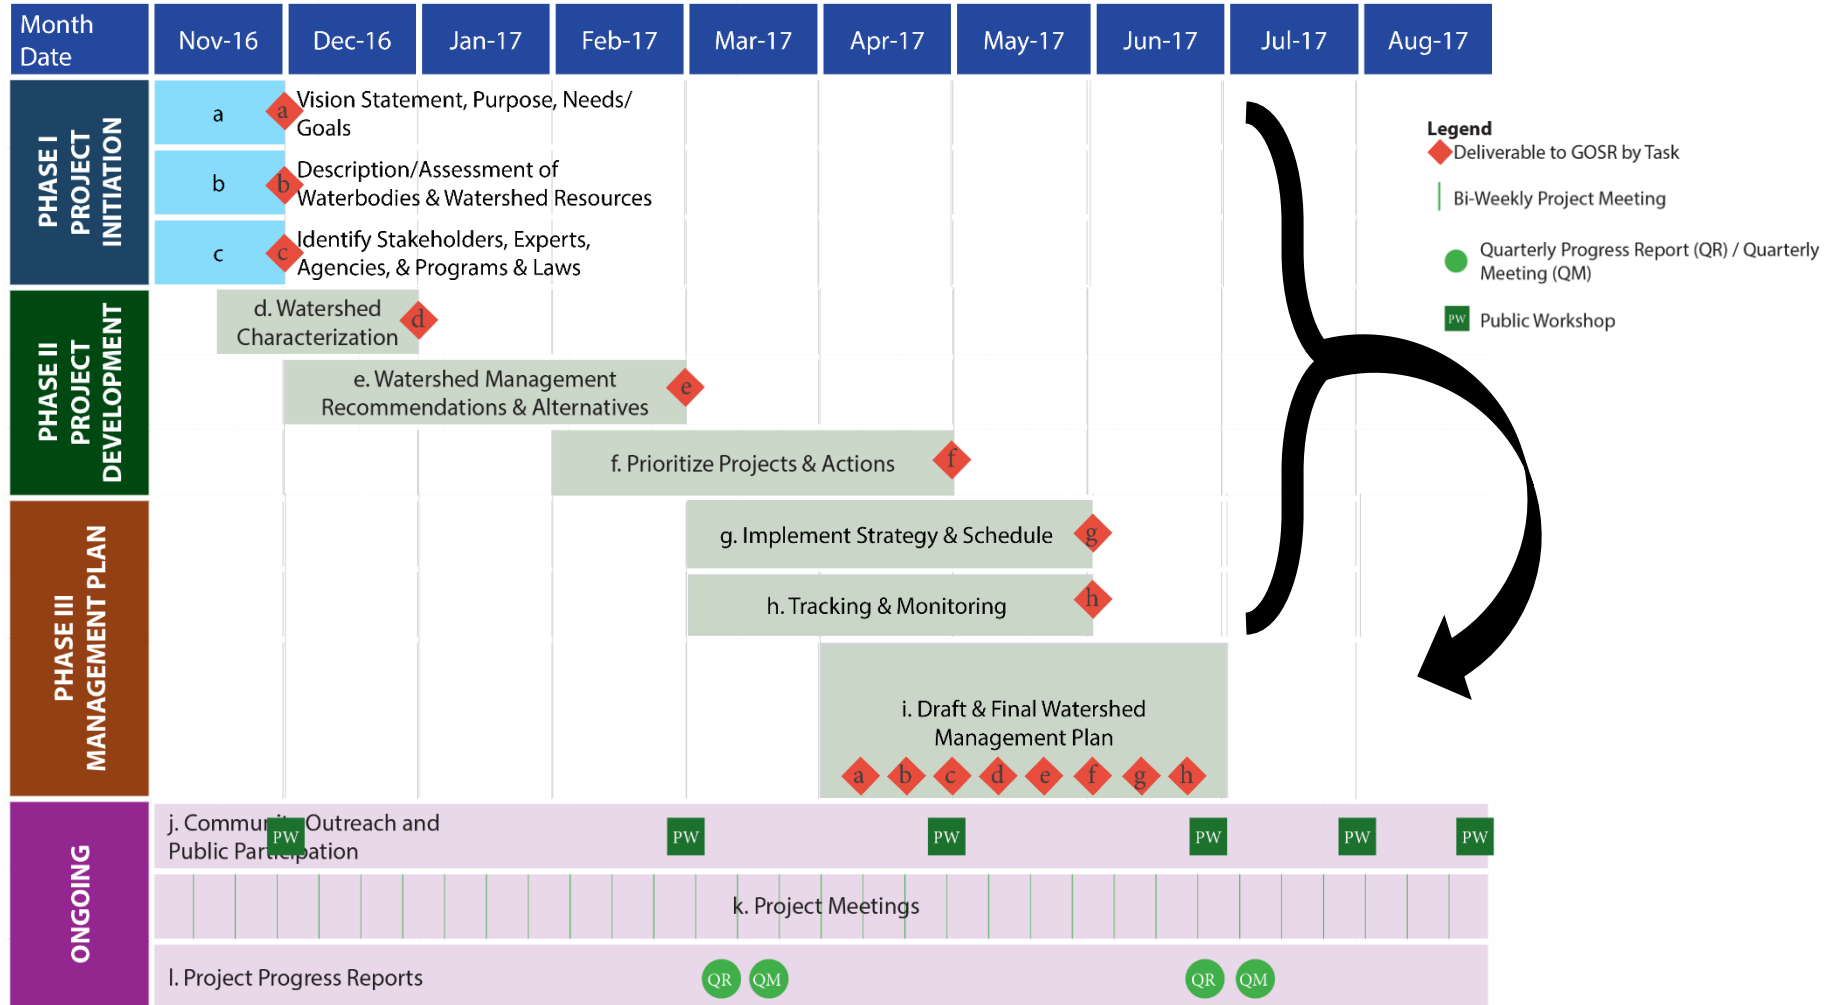 Month
Date
Nov-16
Dec-16
Jan-17
Feb-17
Mar-17
Apr-17
May-17
Jun-17
Jul-17
Aug-17
PHASE I
PROJECT
INITIATION
a
a
Vision Statement, Purpose, Needs/
Goals
b
b
Description/Assessment of
Waterbodies & Watershed Resources
c
c
Identify Stakeholders, Experts,
Agencies, & Programs & Laws
Legend
Deliverable to GOSR by Task
Bi-Weekly Project Meeting
Quarterly Progress Report (QR) / Quarterly
Meeting (QM)
PW
Public Workshop
PHASE II
PROJECT
DEVELOPMENT
d. Watershed
Characterization
d
e. Watershed Management
Recommendations & Alternatives
e
f. Prioritize Projects & Actions
f
PHASE III
MANAGEMENT PLAN
g. Implement Strategy & Schedule
g
h. Tracking & Monitoring
h
i. Draft & Final Watershed
Management Plan
a b c d e f g h
ONGOING
j. Community Outreach and
Public Participation
PW
PW
PW
PW
PW
PW
k. Project Meetings
l. Project Progress Reports
QR
QM
QR
QM